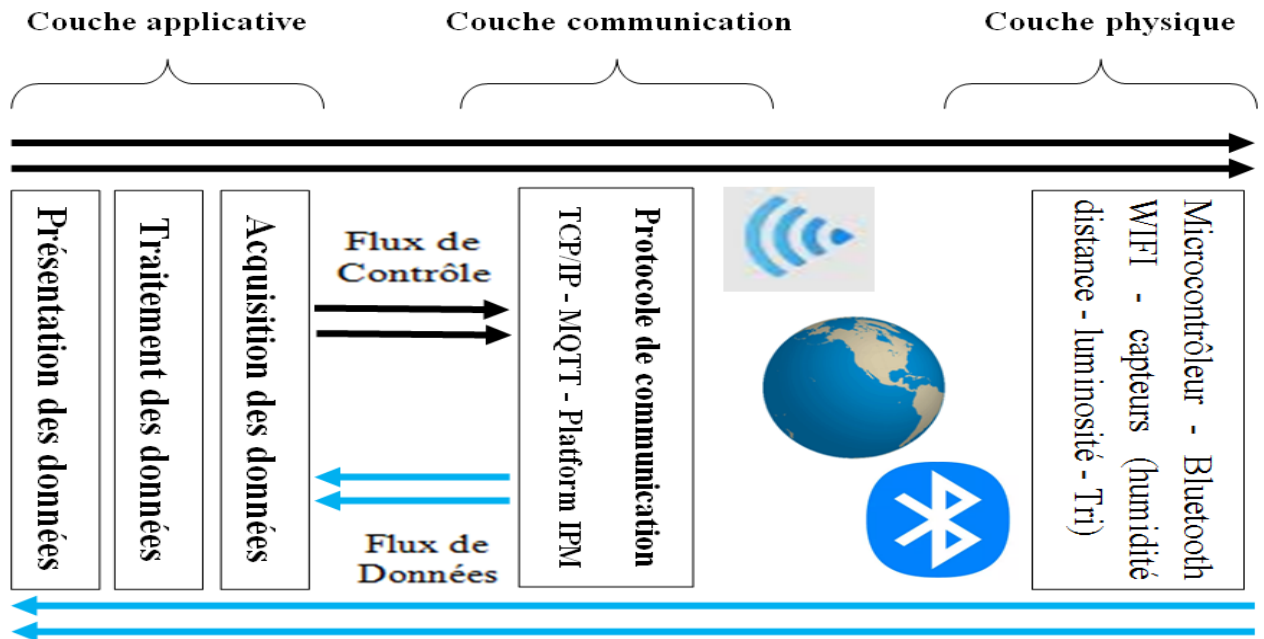 Couche applicative
Couche communication
Couche physique
Présentation des données
Traitement des données
Acquisition des données
Flux de
Contrôle
Flux de
Données
Protocole de communication
TCP/IP - MQTT - Platform IPM
Microcontrôleur - Bluetooth
WIFI - capteurs (humidité
distance - luminosité - Tri)